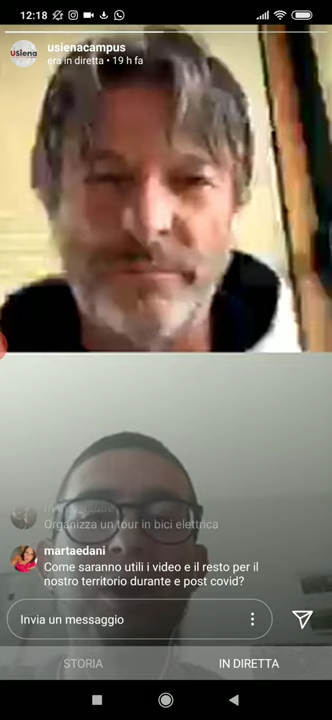 12:18
usienacampus
USiena
era in diretta • 19 h fa
Organizza un tour in bici elettrica
martaedani
Come saranno utili i video e il resto per il
nostro territorio durante e post covid?
Invia un messaggio
STORIA
IN DIRETTA